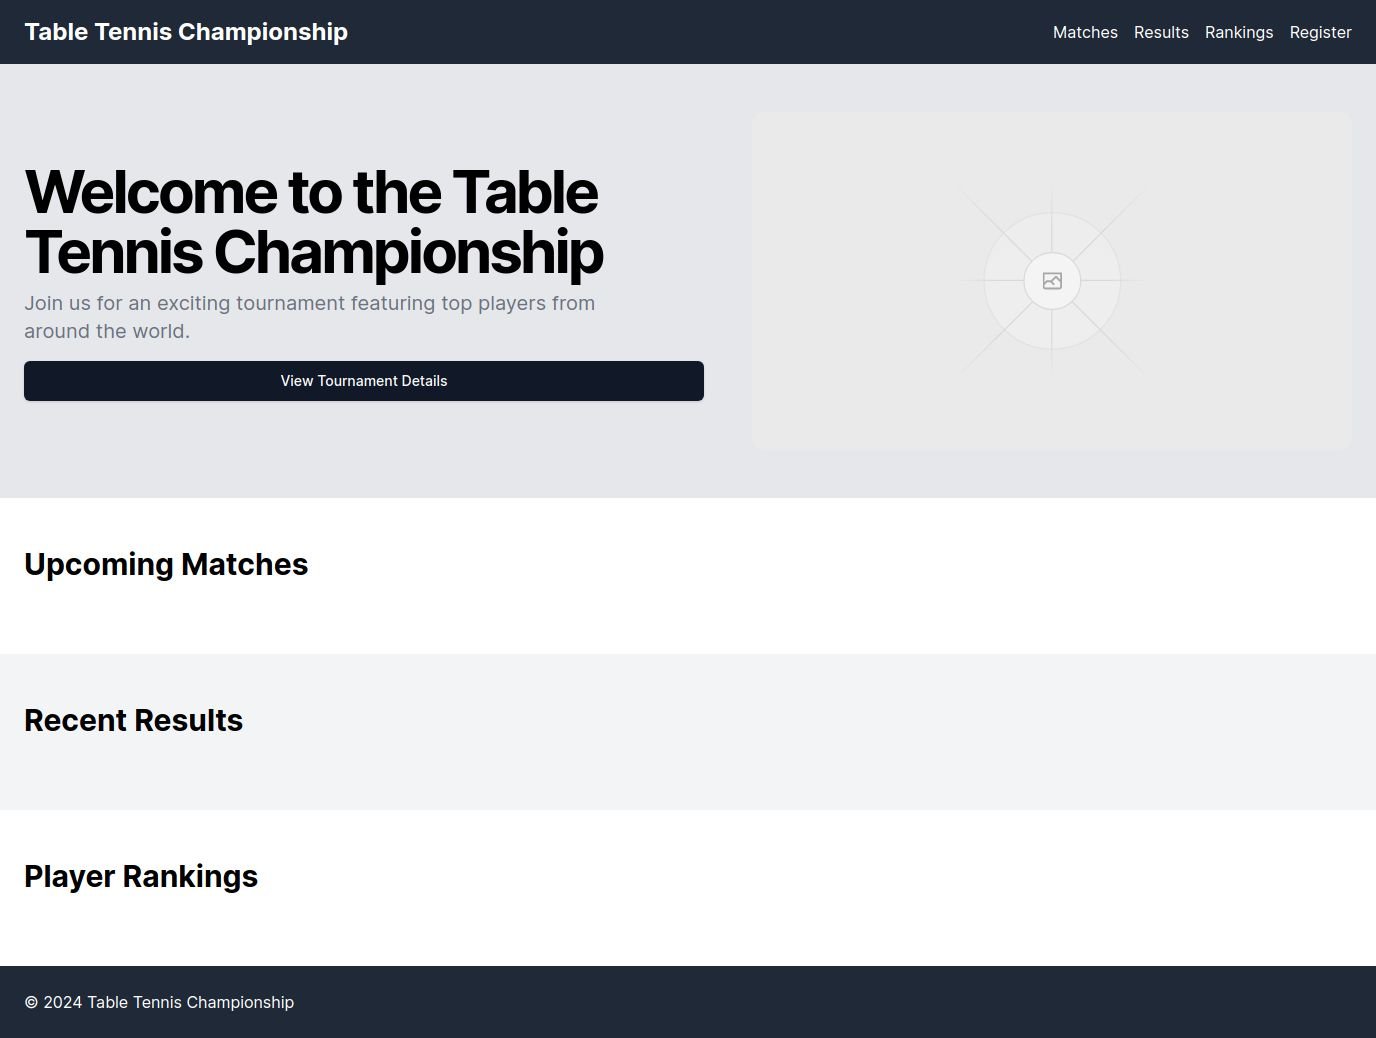 Table Tennis Championship
Matches Results Rankings Register
Welcome to the Table
Tennis Championship
Join us for an exciting tournament featuring top players from
around the world.
View Tournament Details
Upcoming Matches
Recent Results
Player Rankings
© 2024 Table Tennis Championship